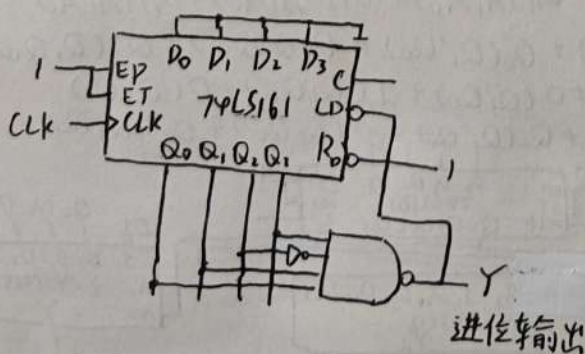 D₀ D₁ D₂ D₃
1 EP C
ET 74LS161 LD
CLK CLK
R₀ 1
Q₀ Q₁ Q₂ Q₃
Y
进位输出